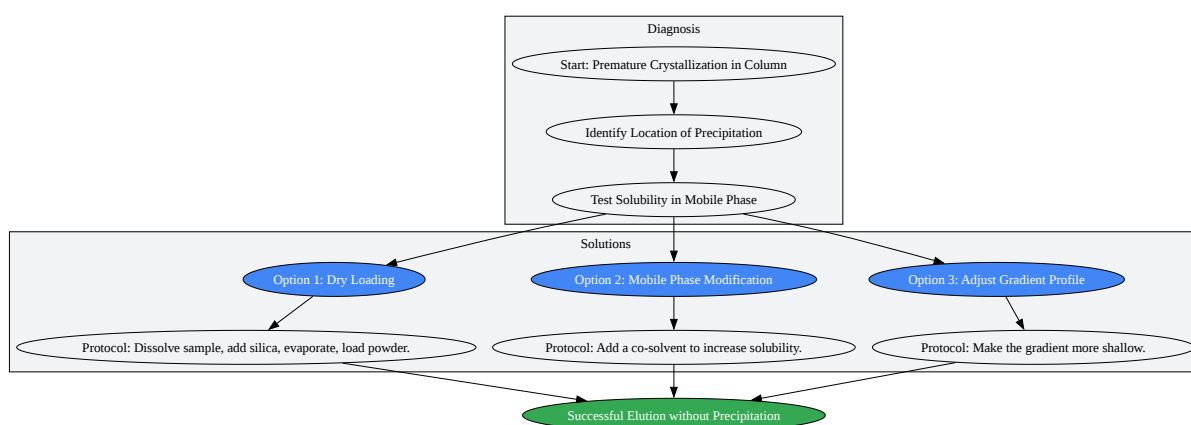 Diagnosis
Start: Premature Crystallization in Column
Identify Location of Precipitation
Test Solubility in Mobile Phase
Solutions
Option 1: Dry Loading
Option 2: Mobile Phase Modification
Option 3: Adjust Gradient Profile
Protocol: Dissolve sample, add silica, evaporate, load powder.
Protocol: Add a co-solvent to increase solubility.
Protocol: Make the gradient more shallow.
Successful Elution without Precipitation